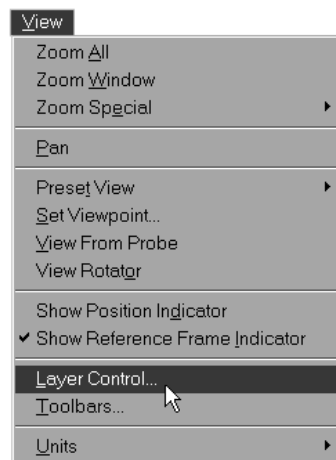 View
Zoom All
Zoom Window
Zoom Special
Pan
Preset View
Set Viewpoint...
View From Probe
View Rotator
Show Position Indicator
Show Reference Frame Indicator
Layer Control...
Toolbars...
Units